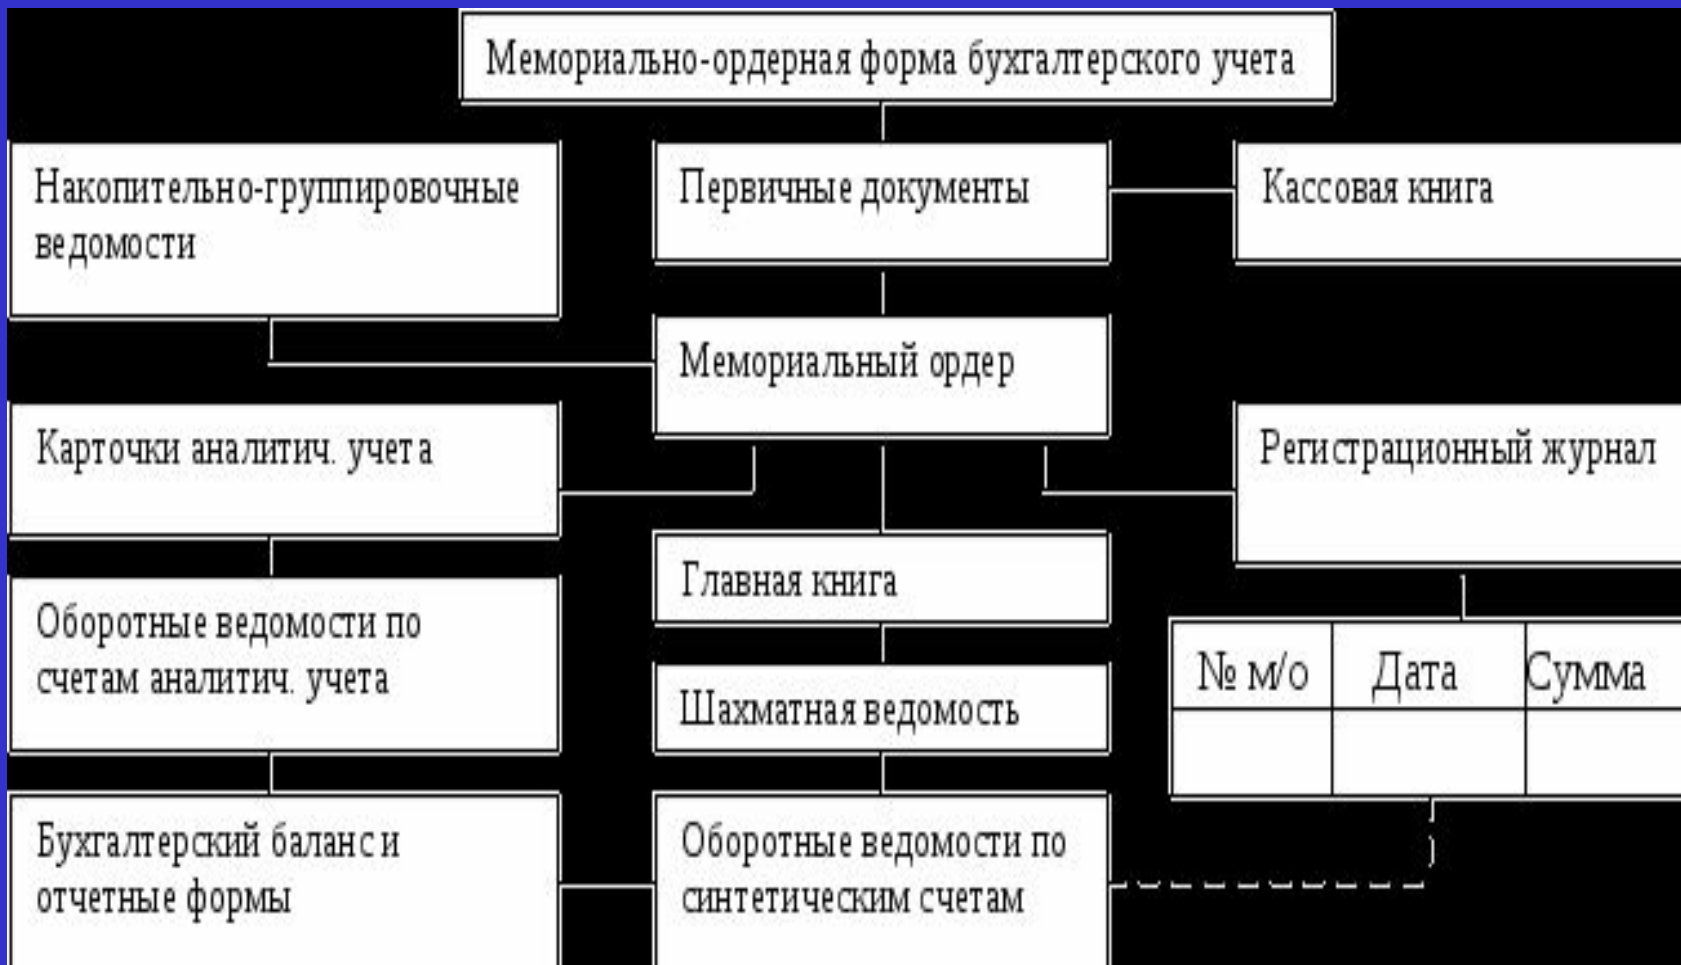 Мемориально-ордерная форма бухгалтерского учета
Накопительно-группировочные
ведомости
Первичные документы
Кассовая книга
Мемориальный ордер
Карточки аналитич. учета
Регистрационный журнал
Главная книга
Оборотные ведомости по
счетам аналитич. учета
Шахматная ведомость
№ м/о
Дата
Сумма
Бухгалтерский баланс и
отчетные формы
Оборотные ведомости по
синтетическим счетам